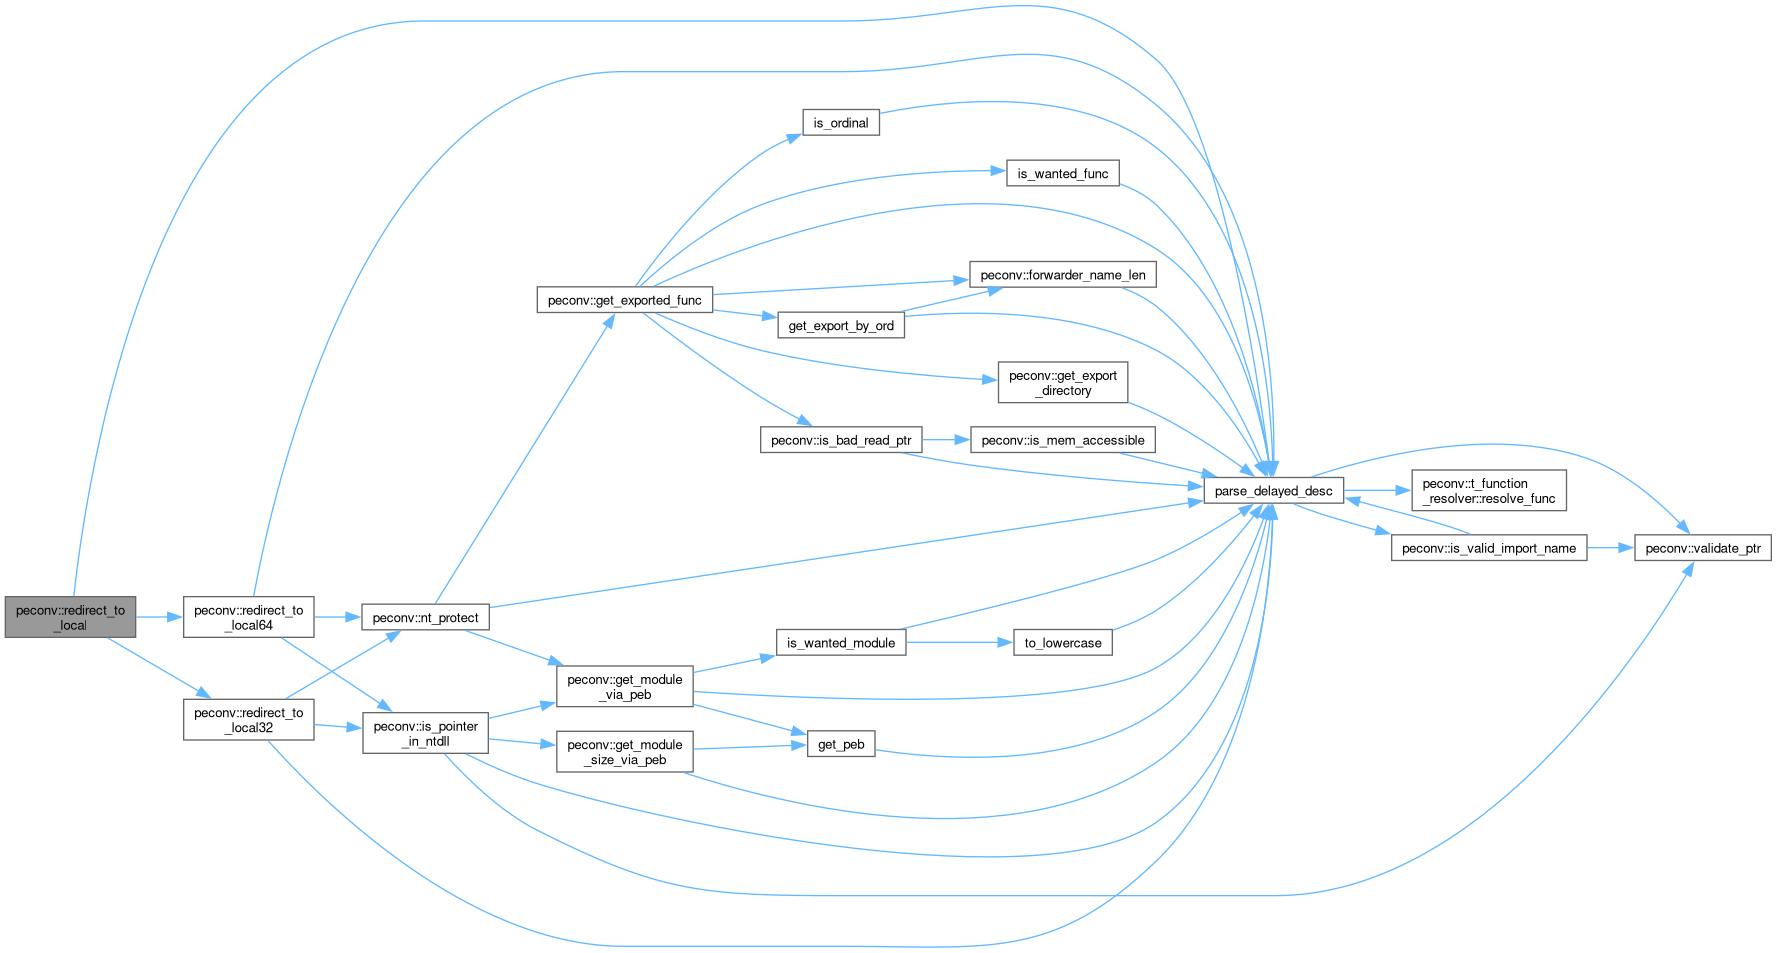 is_ordinal
is_wanted_func
peconv::forwarder_name_len
peconv::get_exported_func
get_export_by_ord
peconv::get_export
_directory
peconv::is_bad_read_ptr
peconv::is_mem_accessible
parse_delayed_desc
peconv::t_function
_resolver::resolve_func
peconv::is_valid_import_name
peconv::validate_ptr
peconv::redirect_to
_local
peconv::redirect_to
_local64
peconv::nt_protect
is_wanted_module
to_lowercase
peconv::get_module
_via_peb
peconv::redirect_to
_local32
peconv::is_pointer
_in_ntdll
peconv::get_module
_size_via_peb
get_peb